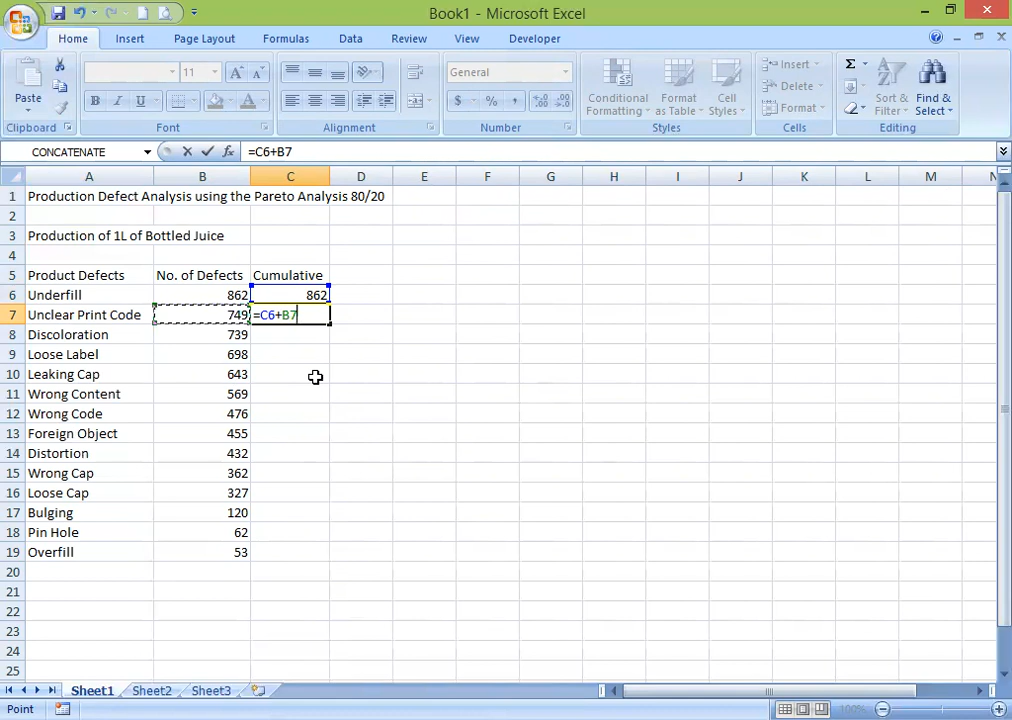 Book1 - Microsoft Excel
Home Insert Page Layout Formulas Data Review View Developer
Paste
11
General
Conditional Formatting
Format as Table
Cell Styles
Insert
Delete
Format
Σ
Sort & Filter
Find & Select
B I U A A A
$ % ,
Clipboard Font Alignment Number Styles Cells Editing
CONCATENATE fx =C6+B7
A B C D E F G H I J K L M N
1 Production Defect Analysis using the Pareto Analysis 80/20
2
3 Production of 1L of Bottled Juice
4
5 Product Defects No. of Defects Cumulative
6 Underfill 862 862
7 Unclear Print Code 749 =C6+B7
8 Discoloration 739
9 Loose Label 698
10 Leaking Cap 643
11 Wrong Content 569
12 Wrong Code 476
13 Foreign Object 455
14 Distortion 432
15 Wrong Cap 362
16 Loose Cap 327
17 Bulging 120
18 Pin Hole 62
19 Overfill 53
20
21
22
23
24
25
Sheet1 Sheet2 Sheet3
Point 100%